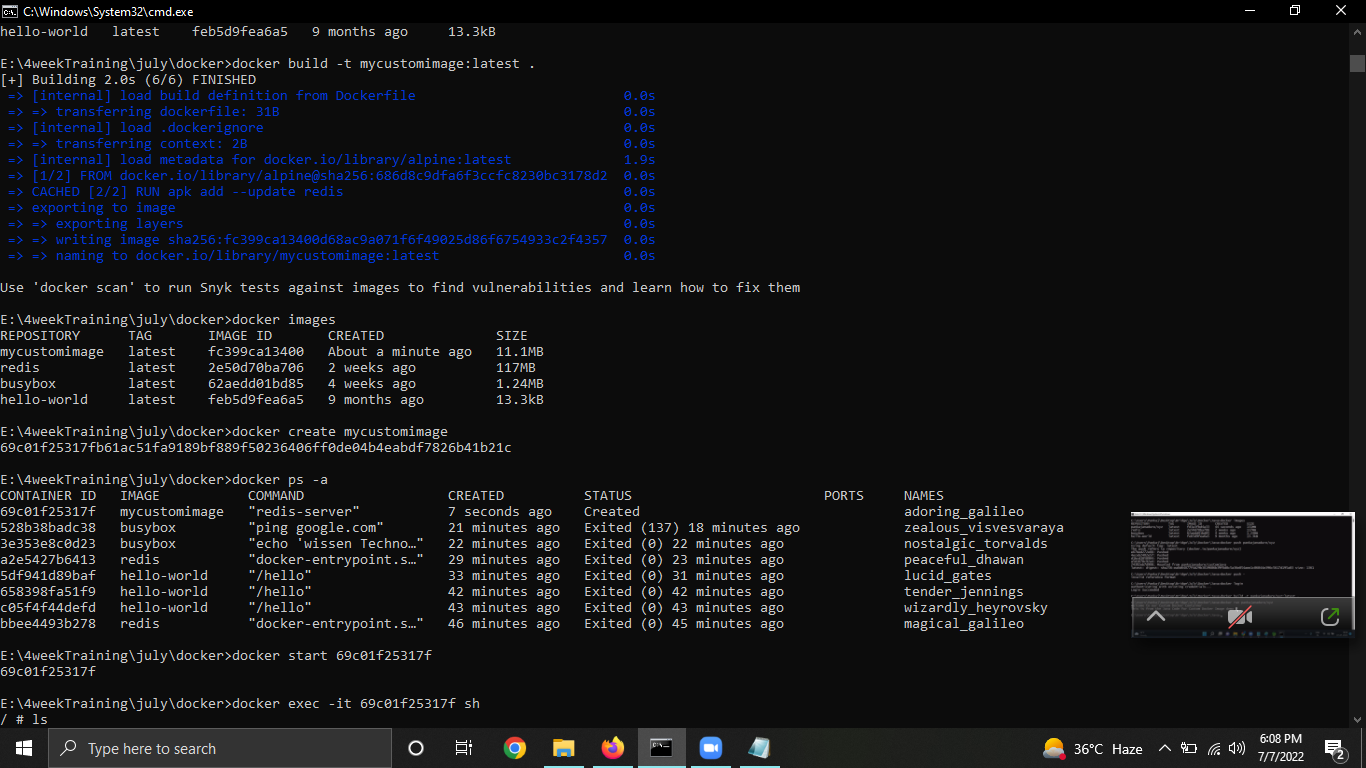 C:\Windows\System32\cmd.exe
hello-world   latest    feb5d9fea6a5   9 months ago     13.3kB
E:\4weekTraining\july\docker>docker build -t mycustomimage:latest .
[+] Building 2.0s (6/6) FINISHED
=> [internal] load build definition from Dockerfile 0.0s
=> => transferring dockerfile: 31B 0.0s
=> [internal] load .dockerignore 0.0s
=> => transferring context: 2B 0.0s
=> [internal] load metadata for docker.io/library/alpine:latest 1.9s
=> [1/2] FROM docker.io/library/alpine@sha256:686d8c9dfa6f3ccfc8230bc3178d2 0.0s
=> CACHED [2/2] RUN apk add --update redis 0.0s
=> exporting to image 0.0s
=> => exporting layers 0.0s
=> => writing image sha256:fc399ca13400d68ac9a071f6f49025d86f6754933c2f4357 0.0s
=> => naming to docker.io/library/mycustomimage:latest 0.0s
Use 'docker scan' to run Snyk tests against images to find vulnerabilities and learn how to fix them
E:\4weekTraining\july\docker>docker images
REPOSITORY      TAG       IMAGE ID       CREATED              SIZE
mycustomimage   latest    fc399ca13400   About a minute ago   11.1MB
redis           latest    2e50d70ba706   2 weeks ago          117MB
busybox         latest    62aedd01bd85   4 weeks ago          1.24MB
hello-world     latest    feb5d9fea6a5   9 months ago         13.3kB
E:\4weekTraining\july\docker>docker create mycustomimage
69c01f25317fb61ac51fa9189bf889f50236406ff0de04b4eabdf7826b41b21c
E:\4weekTraining\july\docker>docker ps -a
CONTAINER ID   IMAGE           COMMAND                  CREATED          STATUS                        PORTS     NAMES
69c01f25317f   mycustomimage   "redis-server"           7 seconds ago    Created                                 adoring_galileo
528b38badc38   busybox         "ping google.com"        21 minutes ago   Exited (137) 18 minutes ago             zealous_visvesvaraya
3e353e8c0d23   busybox         "echo 'wissen Techno…"   22 minutes ago   Exited (0) 22 minutes ago               nostalgic_torvalds
a2e5427b6413   redis           "docker-entrypoint.s…"   29 minutes ago   Exited (0) 23 minutes ago               peaceful_dhawan
5df941d89baf   hello-world     "/hello"                 33 minutes ago   Exited (0) 31 minutes ago               lucid_gates
658398fa51f9   hello-world     "/hello"                 42 minutes ago   Exited (0) 42 minutes ago               tender_jennings
c05f4f44defd   hello-world     "/hello"                 43 minutes ago   Exited (0) 43 minutes ago               wizardly_heyrovsky
bbee4493b278   redis           "docker-entrypoint.s…"   46 minutes ago   Exited (0) 45 minutes ago               magical_galileo
E:\4weekTraining\july\docker>docker start 69c01f25317f
69c01f25317f
E:\4weekTraining\july\docker>docker exec -it 69c01f25317f sh
/ # ls
Type here to search
36°C Haze
6:08 PM
7/7/2022
2